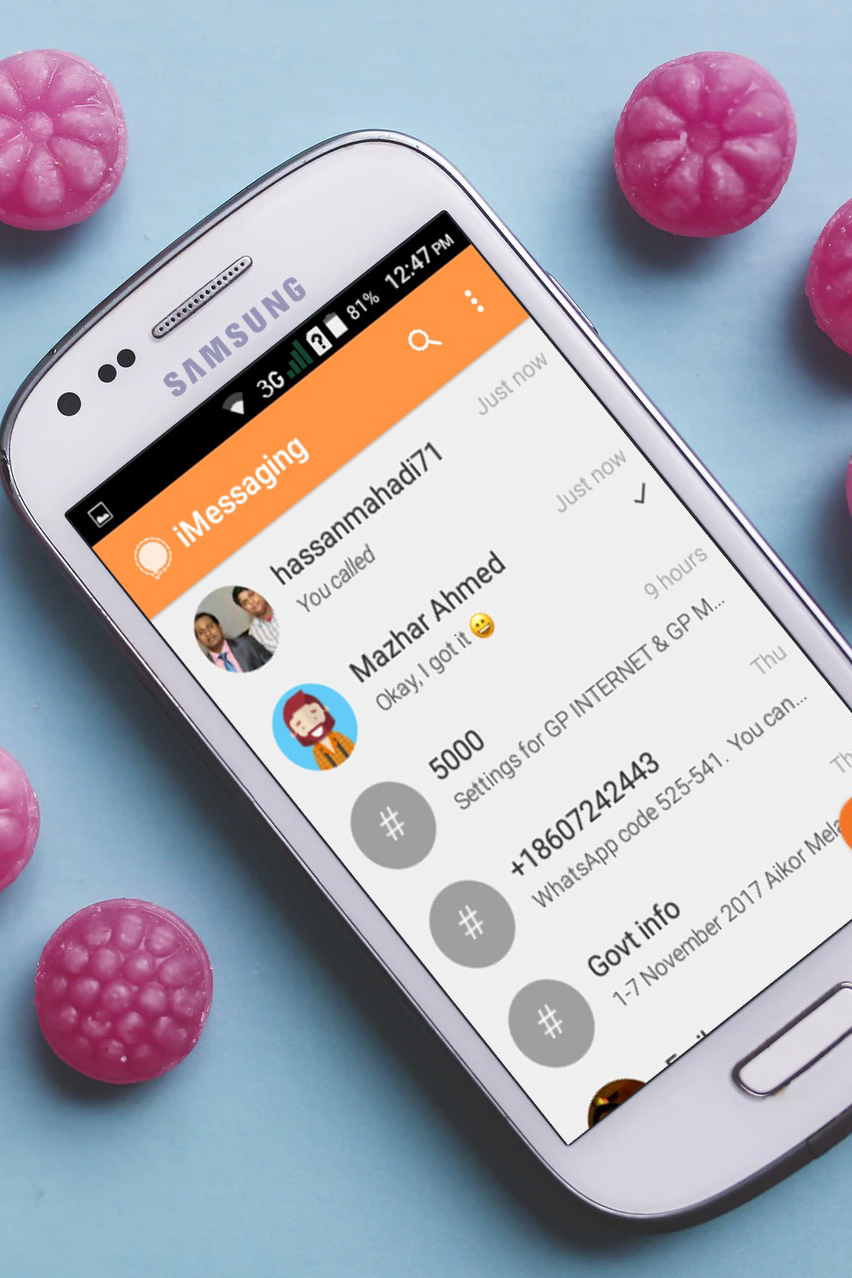 SAMSUNG
3G 81% 12:47 PM
iMessaging
hassanmahadi71 Just now
You called
Mazhar Ahmed Just now
Okay, I got it 😀
5000 9 hours
Settings for GP INTERNET & GP M...
+18607242443 Thu
WhatsApp code 525-541. You can...
Govt info
1-7 November 2017 Aikor